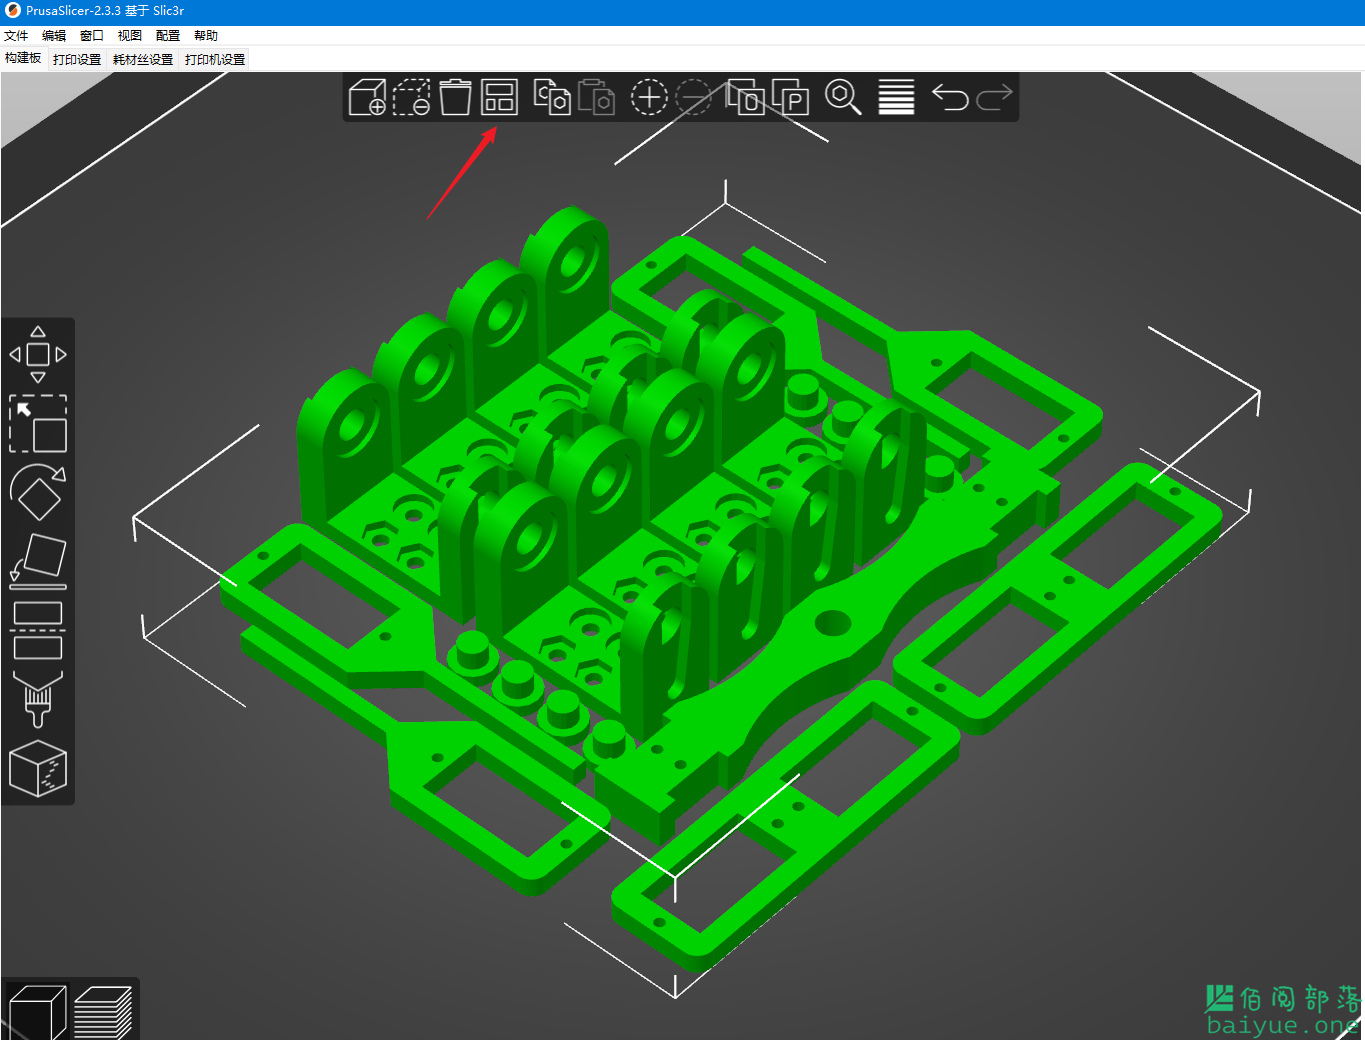 PrusaSlicer-2.3.3 基于 Slic3r
文件 编辑 窗口 视图 配置 帮助
构建板 打印设置 耗材丝设置 打印机设置
佰阅部落
baiyue.one